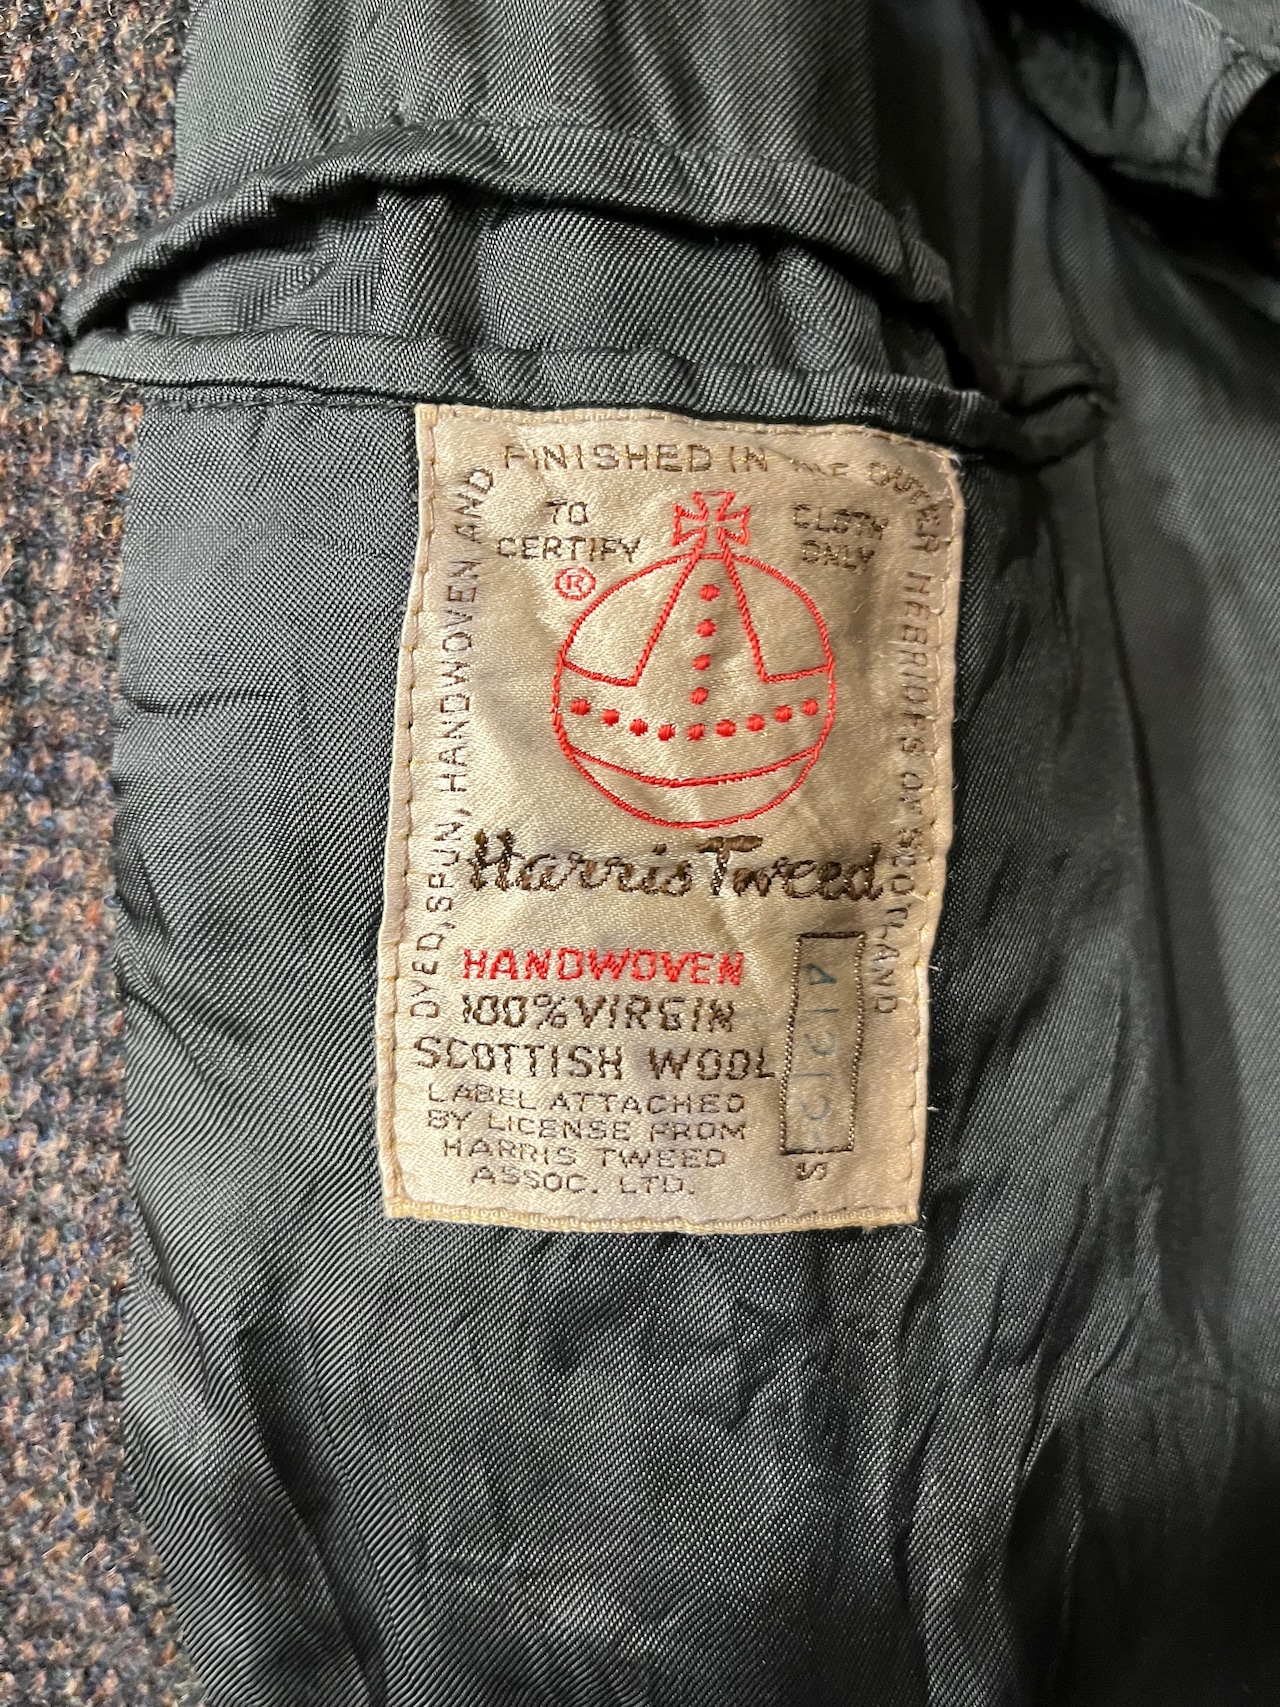 DYED, SPUN, HANDWOVEN AND
FINISHED IN THE OUTER HEBRIDES OF SCOTLAND
TO
CERTIFY
CLOTH
ONLY
®
Harris Tweed
HANDWOVEN
100% VIRGIN
SCOTTISH WOOL
LABEL ATTACHED
BY LICENSE FROM
HARRIS TWEED
ASSOC. LTD.
S